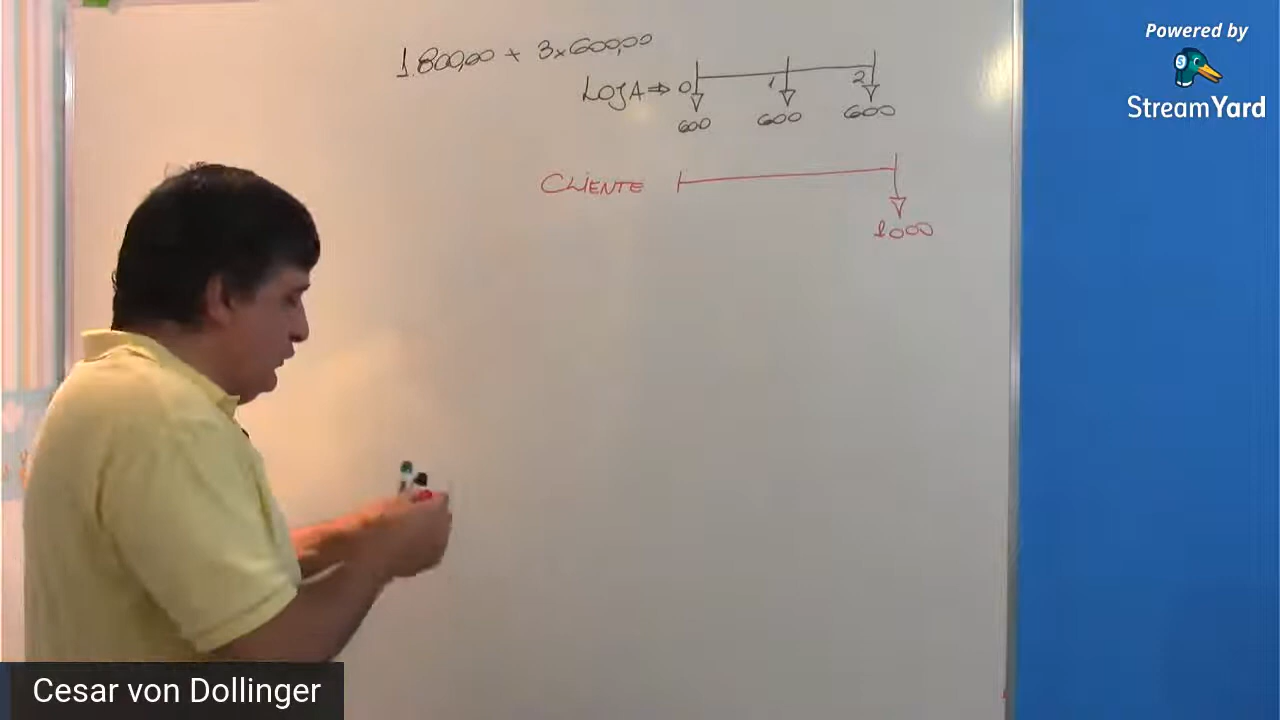 Powered by
StreamYard
1.800,00 + 3x600,00
LOJA ⇒ 0 1 2
600 600 600
CLIENTE
1000
Cesar von Dollinger